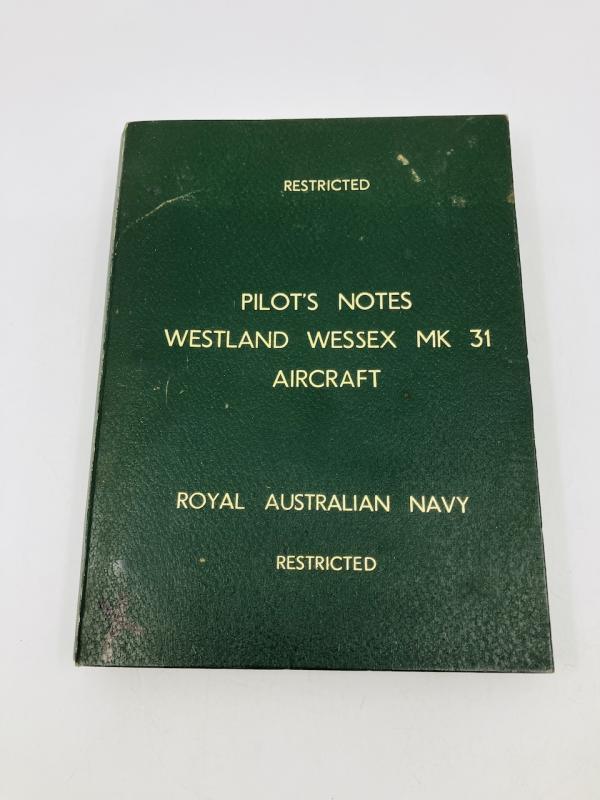 RESTRICTED
PILOT'S NOTES
WESTLAND WESSEX MK 31
AIRCRAFT
ROYAL AUSTRALIAN NAVY
RESTRICTED